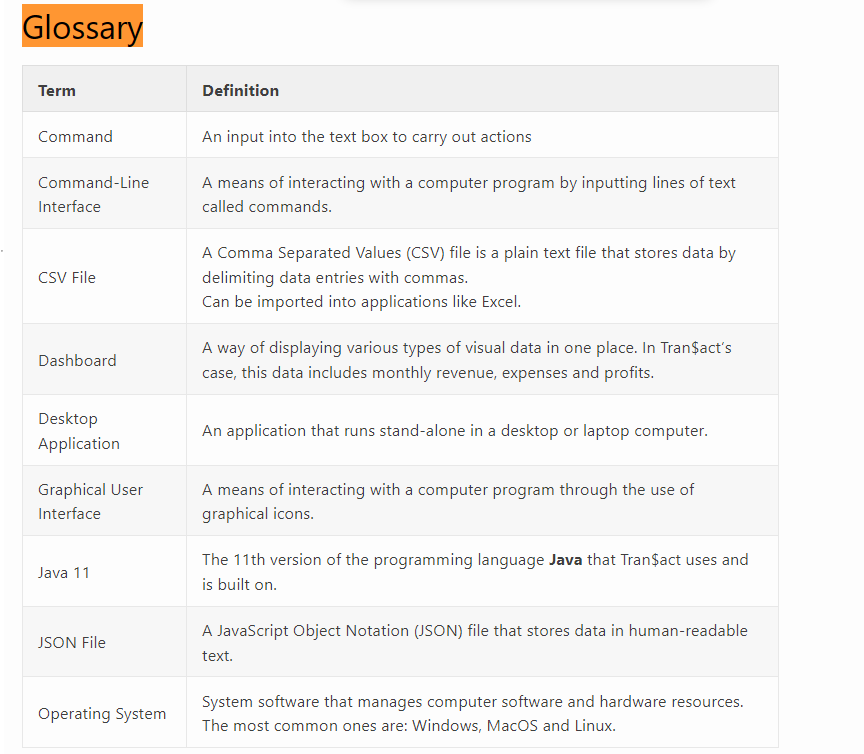 Glossary
Term Definition
Command An input into the text box to carry out actions
Command-Line
Interface
A means of interacting with a computer program by inputting lines of text
called commands.
CSV File
A Comma Separated Values (CSV) file is a plain text file that stores data by
delimiting data entries with commas.
Can be imported into applications like Excel.
Dashboard
A way of displaying various types of visual data in one place. In Tran$act’s
case, this data includes monthly revenue, expenses and profits.
Desktop
Application
An application that runs stand-alone in a desktop or laptop computer.
Graphical User
Interface
A means of interacting with a computer program through the use of
graphical icons.
Java 11
The 11th version of the programming language Java that Tran$act uses and
is built on.
JSON File
A JavaScript Object Notation (JSON) file that stores data in human-readable
text.
Operating System
System software that manages computer software and hardware resources.
The most common ones are: Windows, MacOS and Linux.